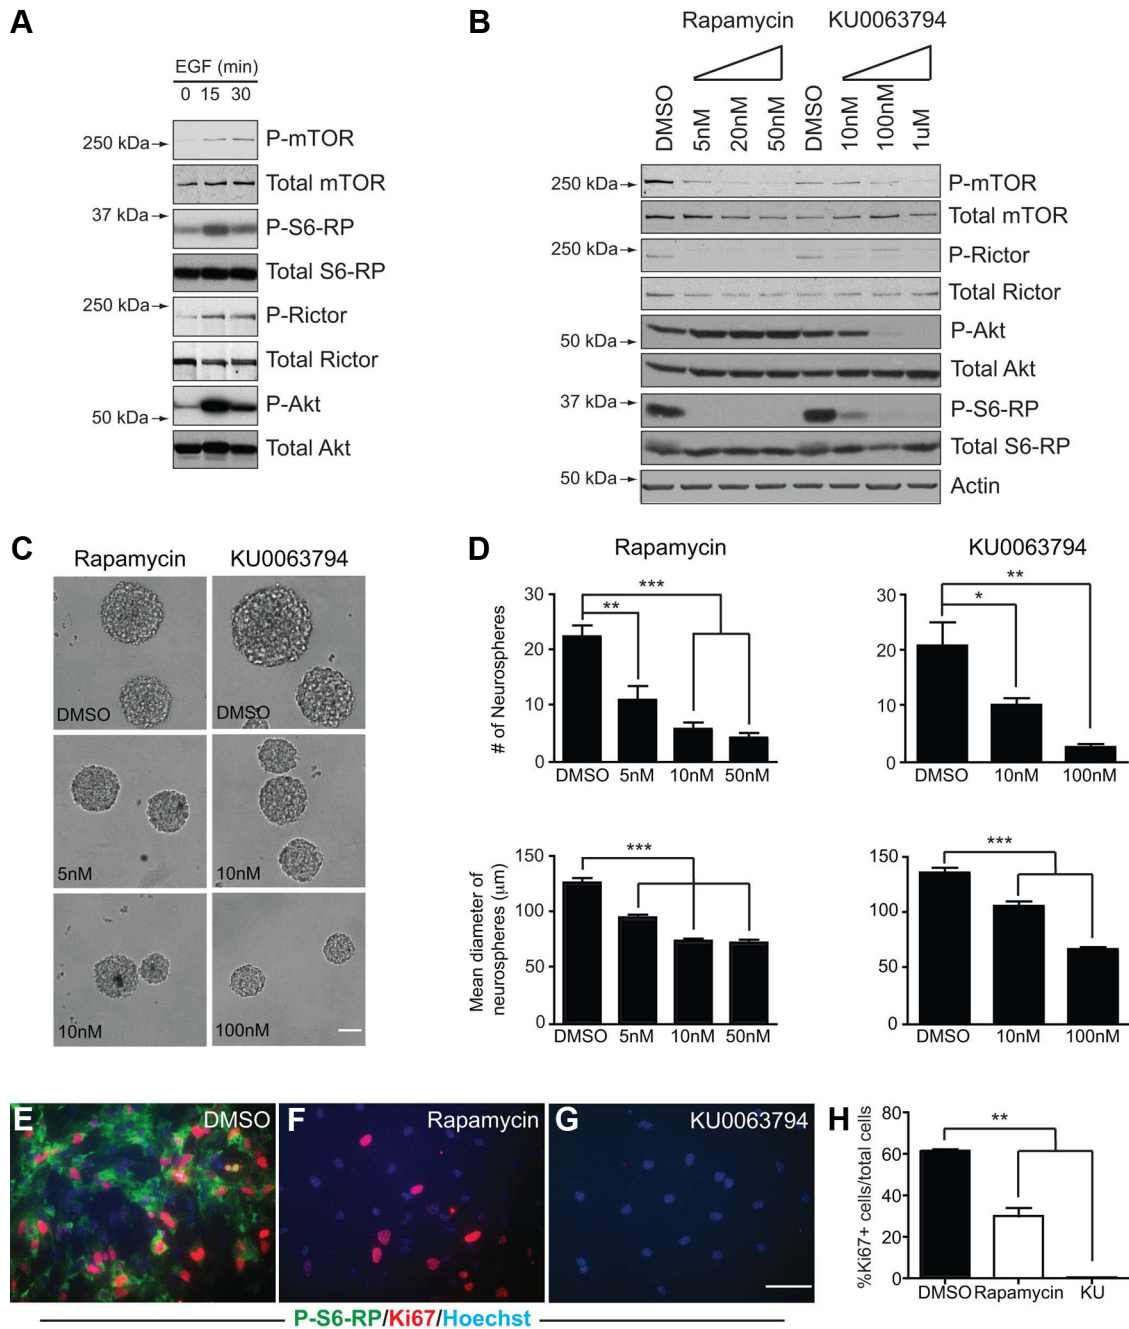 A
EGF (min)
0 15 30
250 kDa
P-mTOR
Total mTOR
37 kDa
P-S6-RP
Total S6-RP
250 kDa
P-Rictor
Total Rictor
P-Akt
50 kDa
Total Akt
B
Rapamycin KU0063794
DMSO 5nM 20nM 50nM DMSO 10nM 100nM 1uM
250 kDa
P-mTOR
Total mTOR
250 kDa
P-Rictor
Total Rictor
P-Akt
50 kDa
Total Akt
37 kDa
P-S6-RP
Total S6-RP
50 kDa
Actin
C
Rapamycin KU0063794
DMSO DMSO
5nM 10nM
10nM 100nM
D
Rapamycin
# of Neurospheres
30
20
10
0
***
**
DMSO 5nM 10nM 50nM
KU0063794
30
20
10
0
**
*
DMSO 10nM 100nM
Mean diameter of
neurospheres (μm)
150
100
50
0
***
DMSO 5nM 10nM 50nM
150
100
50
0
***
DMSO 10nM 100nM
E DMSO
F Rapamycin
G KU0063794
P-S6-RP/Ki67/Hoechst
H
%Ki67+ cells/total cells
80
60
40
20
0
**
DMSO Rapamycin KU